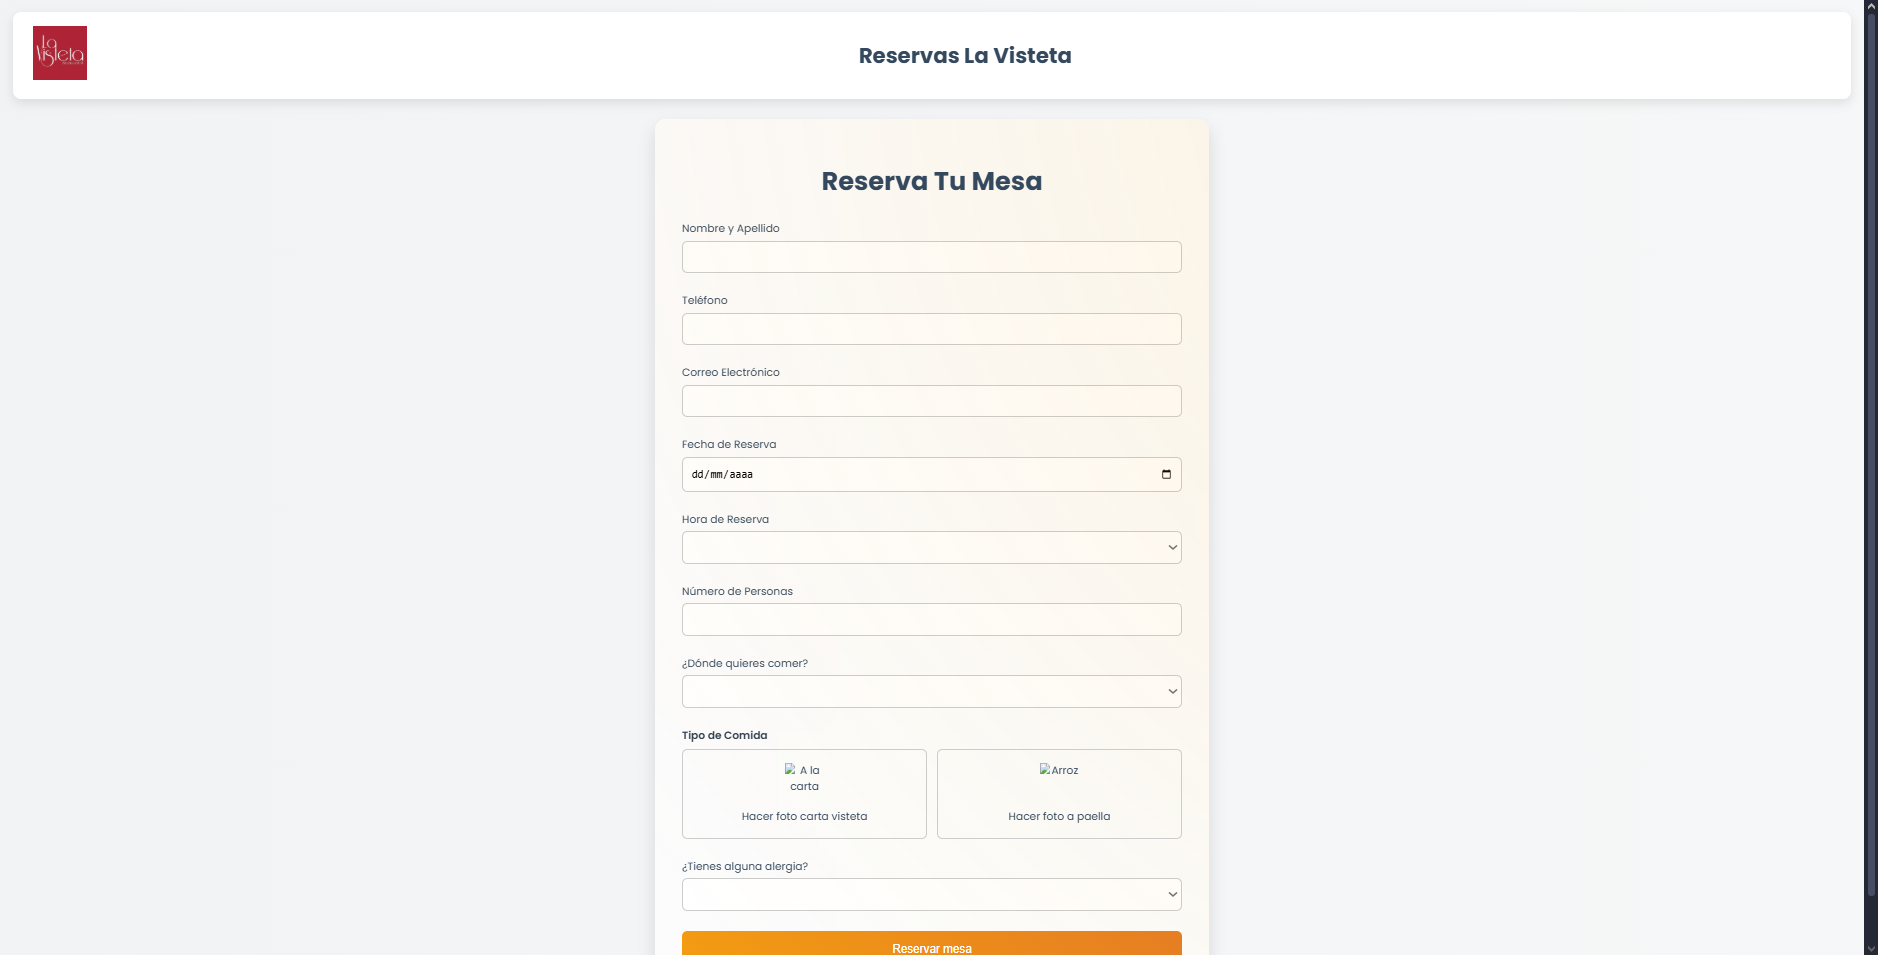 La
Visteta
Reservas La Visteta
Reserva Tu Mesa
Nombre y Apellido
Teléfono
Correo Electrónico
Fecha de Reserva
dd/mm/aaaa
Hora de Reserva
Número de Personas
¿Dónde quieres comer?
Tipo de Comida
A la
carta
Hacer foto carta visteta
Arroz
Hacer foto a paella
¿Tienes alguna alergia?
Reservar mesa